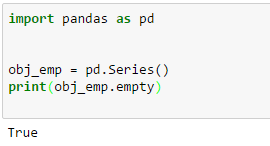 import pandas as pd
obj_emp = pd.Series()
print(obj_emp.empty)
True